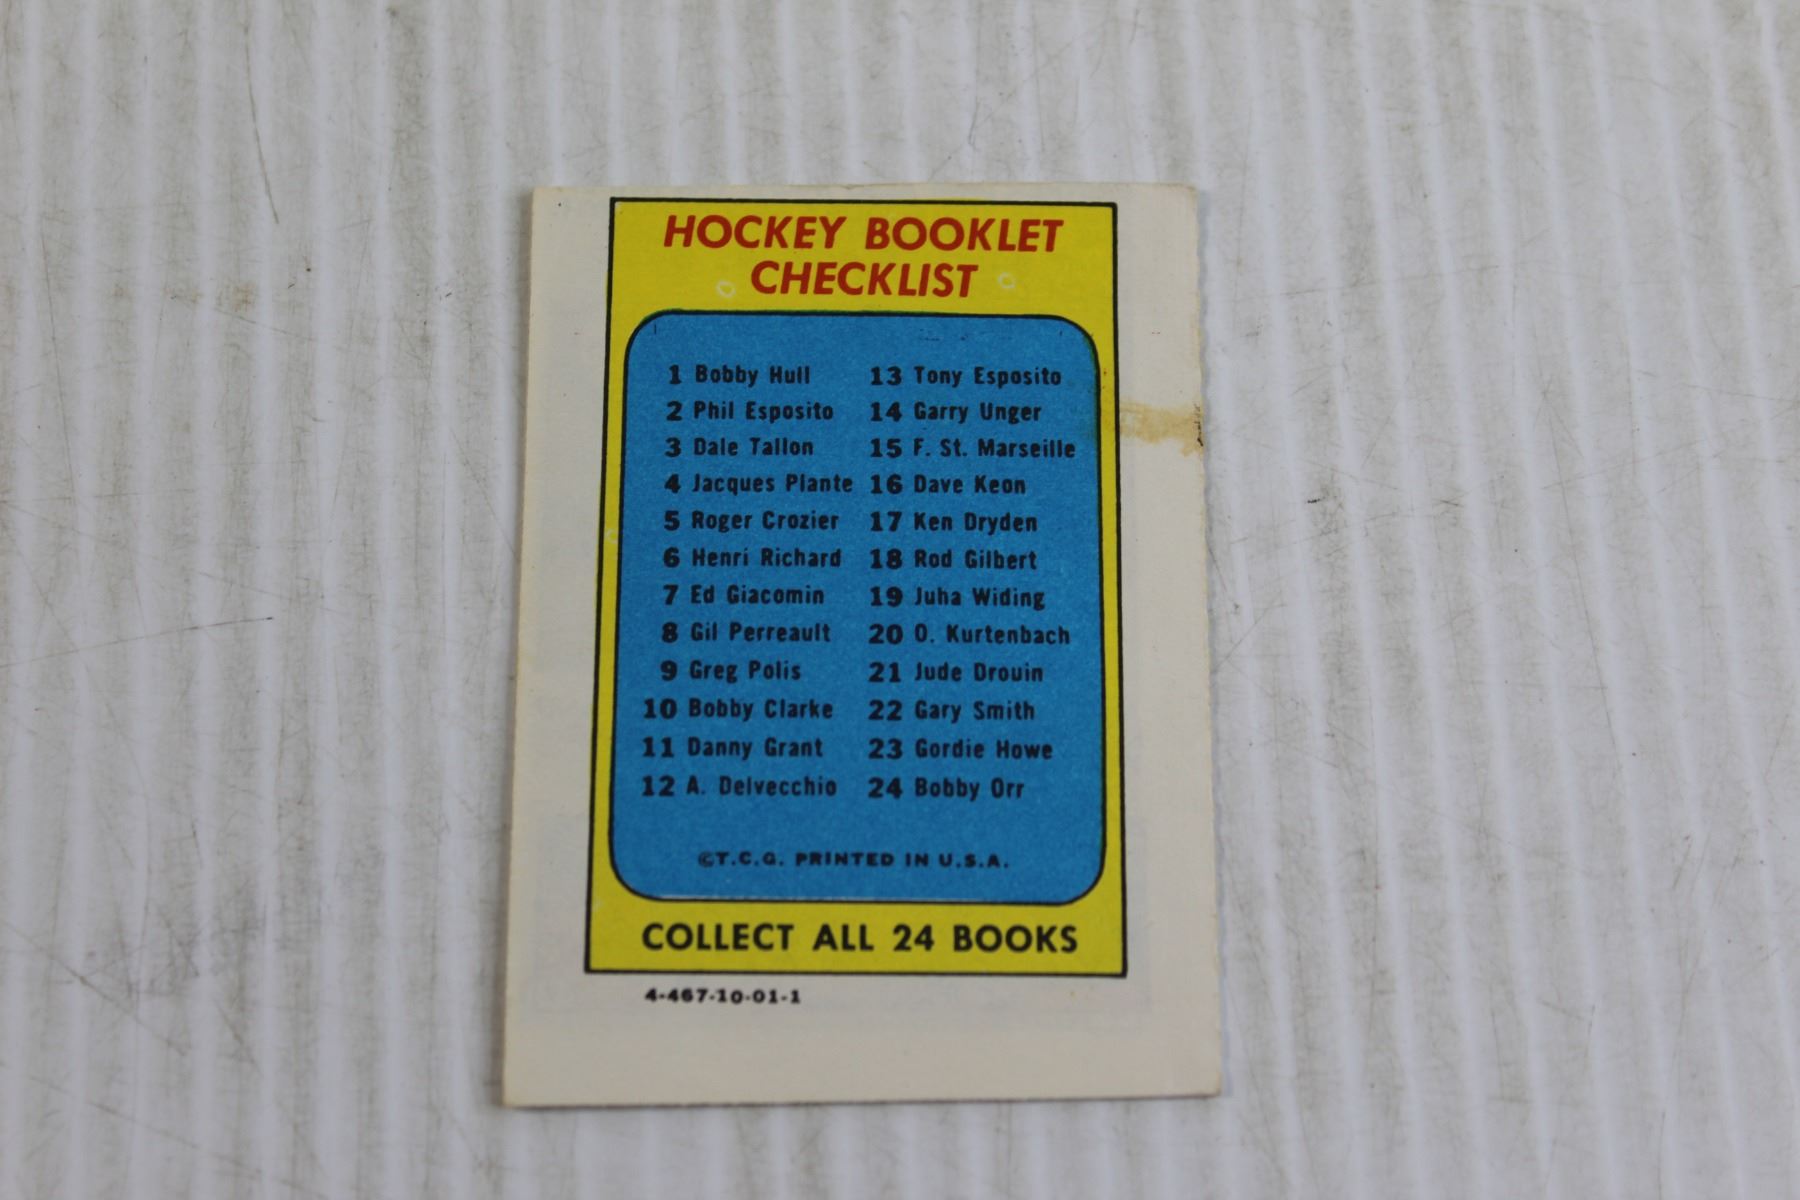 HOCKEY BOOKLET
CHECKLIST
1 Bobby Hull
2 Phil Esposito
3 Dale Tallon
4 Jacques Plante
5 Roger Crozier
6 Henri Richard
7 Ed Giacomin
8 Gil Perreault
9 Greg Polis
10 Bobby Clarke
11 Danny Grant
12 A. Delvecchio
13 Tony Esposito
14 Garry Unger
15 F. St. Marseille
16 Dave Keon
17 Ken Dryden
18 Rod Gilbert
19 Juha Widing
20 O. Kurtenbach
21 Jude Drouin
22 Gary Smith
23 Gordie Howe
24 Bobby Orr
©T.C.G. PRINTED IN U.S.A.
COLLECT ALL 24 BOOKS
4-467-10-01-1